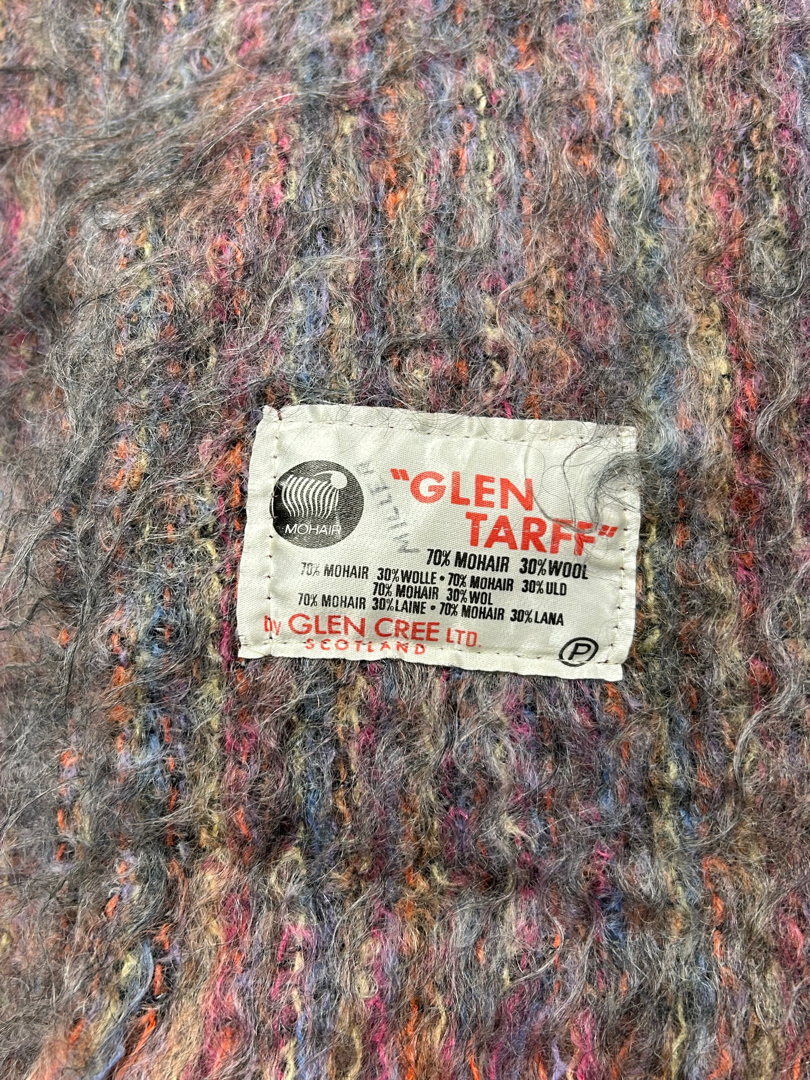 MOHAIR
MILLER
"GLEN
TARFF"
70% MOHAIR 30% WOOL
70% MOHAIR 30% WOLLE • 70% MOHAIR 30% ULD
70% MOHAIR 30% WOL
70% MOHAIR 30% LAINE • 70% MOHAIR 30% LANA
by GLEN CREE LTD.
SCOTLAND
P